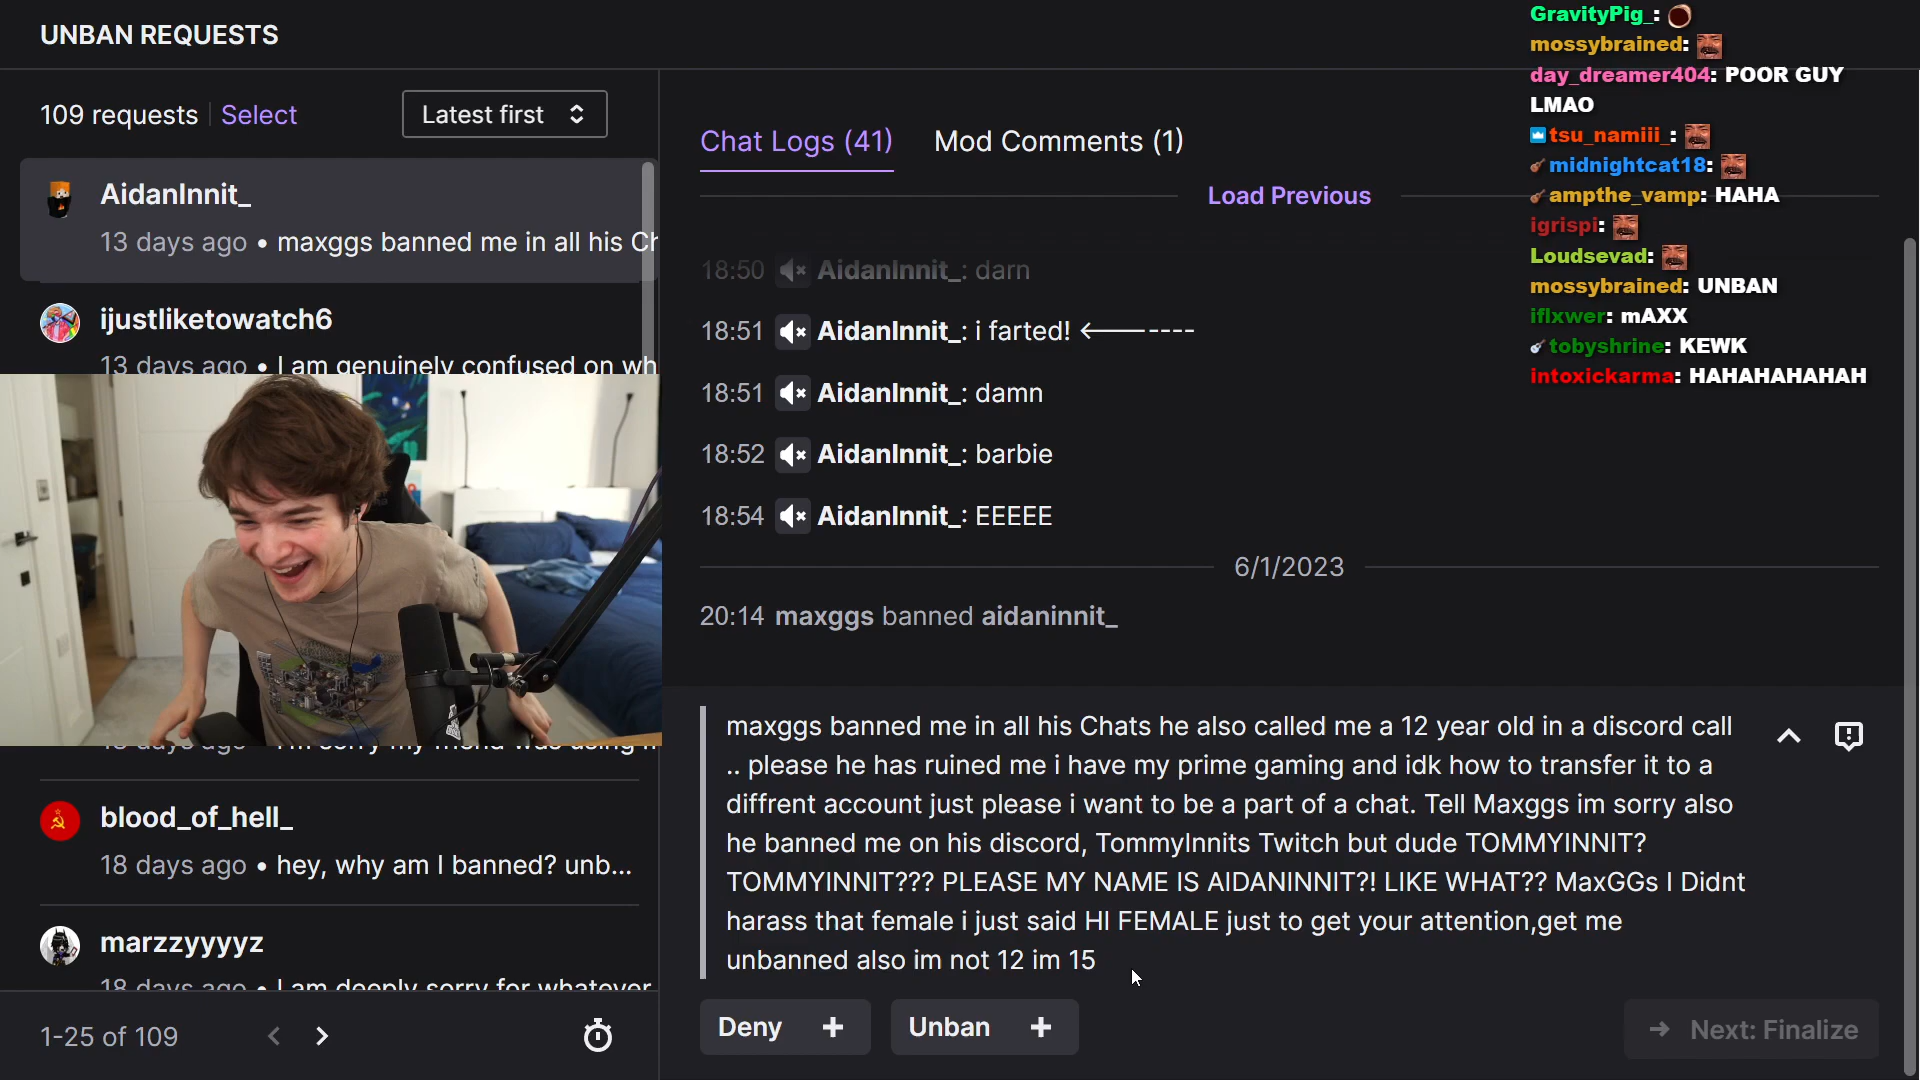 UNBAN REQUESTS
109 requests
Select
Latest first
AidanInnit_
13 days ago • maxggs banned me in all his Ch
ijustliketowatch6
13 days ago • I am genuinely confused on wh
blood_of_hell_
18 days ago • hey, why am I banned? unb...
marzzyyyyz
18 days ago • I am deeply sorry for whatever
1-25 of 109
Chat Logs (41)
Mod Comments (1)
Load Previous
18:50 AidanInnit_: darn
18:51 AidanInnit_: i farted! <-------
18:51 AidanInnit_: damn
18:52 AidanInnit_: barbie
18:54 AidanInnit_: EEEEE
6/1/2023
20:14 maxggs banned aidaninnit_
maxggs banned me in all his Chats he also called me a 12 year old in a discord call
.. please he has ruined me i have my prime gaming and idk how to transfer it to a
diffrent account just please i want to be a part of a chat. Tell Maxggs im sorry also
he banned me on his discord, TommyInnits Twitch but dude TOMMYINNIT?
TOMMYINNIT??? PLEASE MY NAME IS AIDANINNIT?! LIKE WHAT?? MaxGGs I Didnt
harass that female i just said HI FEMALE just to get your attention,get me
unbanned also im not 12 im 15
Deny +
Unban +
→ Next: Finalize
GravityPig_:
mossybrained:
day_dreamer404: POOR GUY
LMAO
tsu_namiii_:
midnightcat18:
ampthe_vamp: HAHA
igrispi:
Loudsevad:
mossybrained: UNBAN
iflxwer: mAXX
tobyshrine: KEWK
intoxickarma: HAHAHAHAHAH